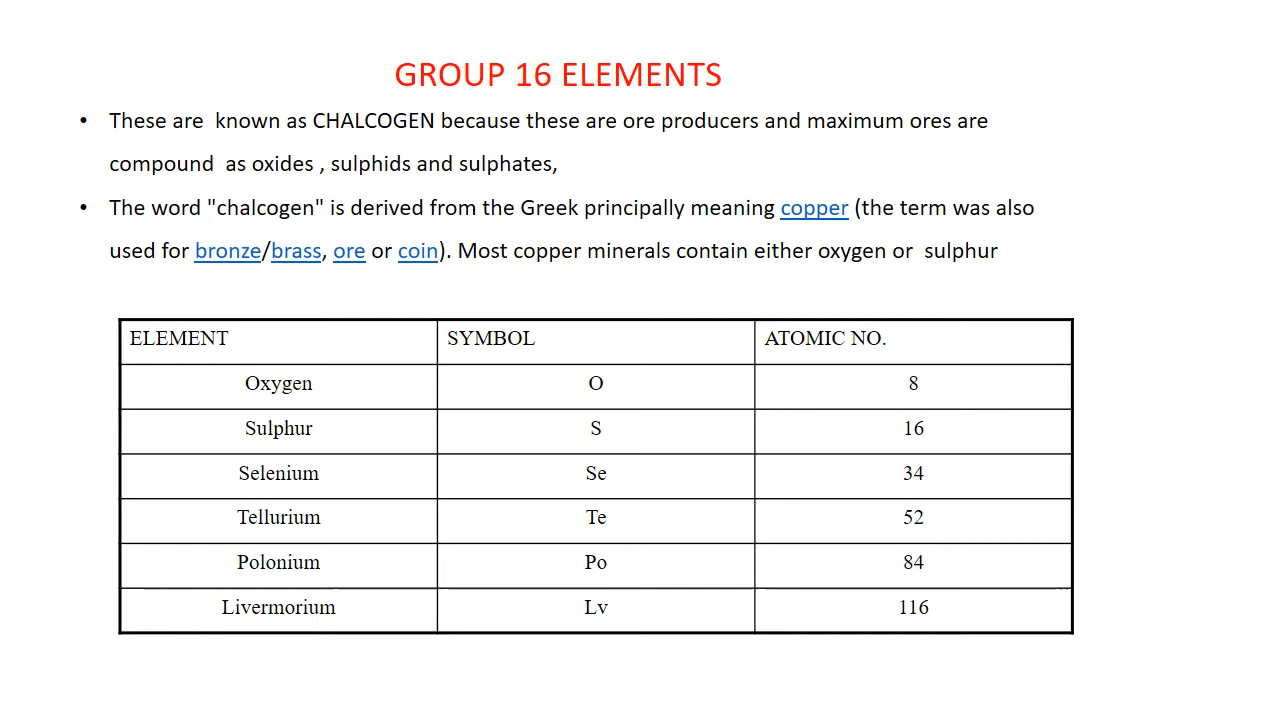 GROUP 16 ELEMENTS
• These are known as CHALCOGEN because these are ore producers and maximum ores are
compound as oxides , sulphids and sulphates,
• The word "chalcogen" is derived from the Greek principally meaning copper (the term was also
used for bronze/brass, ore or coin). Most copper minerals contain either oxygen or sulphur
ELEMENT SYMBOL ATOMIC NO.
Oxygen O 8
Sulphur S 16
Selenium Se 34
Tellurium Te 52
Polonium Po 84
Livermorium Lv 116